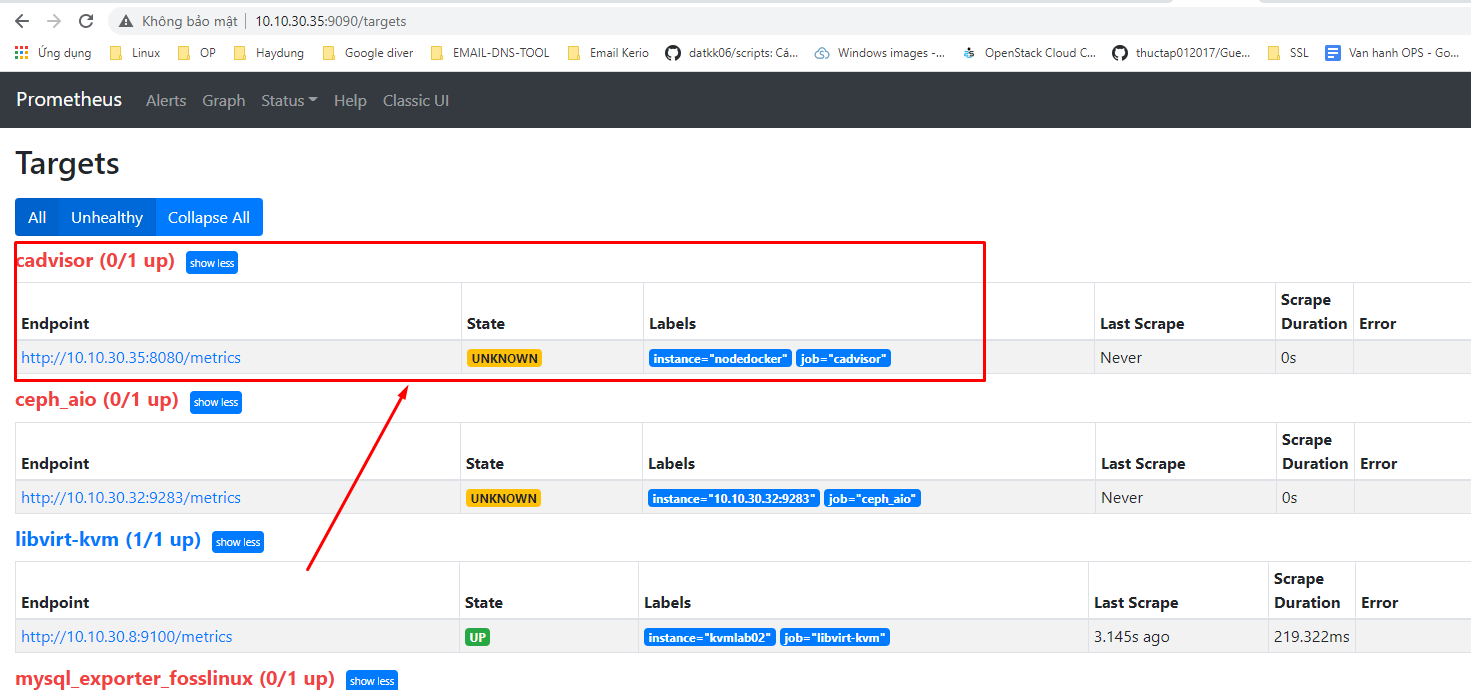 Không bảo mật 10.10.30.35:9090/targets
Ứng dụng Linux OP Haydung Google diver EMAIL-DNS-TOOL Email Kerio datkk06/scripts: Cá... Windows images -... OpenStack Cloud C... thuctap012017/Gue... SSL Van hanh OPS - Go...
Prometheus Alerts Graph Status Help Classic UI
Targets
All Unhealthy Collapse All
cadvisor (0/1 up) show less
Endpoint State Labels Last Scrape Scrape Duration Error
http://10.10.30.35:8080/metrics UNKNOWN instance="nodedocker" job="cadvisor" Never 0s
ceph_aio (0/1 up) show less
Endpoint State Labels Last Scrape Scrape Duration Error
http://10.10.30.32:9283/metrics UNKNOWN instance="10.10.30.32:9283" job="ceph_aio" Never 0s
libvirt-kvm (1/1 up) show less
Endpoint State Labels Last Scrape Scrape Duration Error
http://10.10.30.8:9100/metrics UP instance="kvmlab02" job="libvirt-kvm" 3.145s ago 219.322ms
mysql_exporter_fosslinux (0/1 up) show less